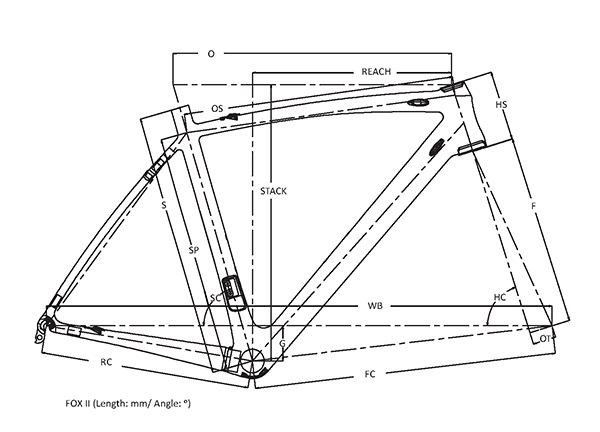 O
REACH
OS
HS
STACK
S
F
SP
SC
WB
HC
G
OT
RC
FC
FOX II (Length: mm/ Angle: °)